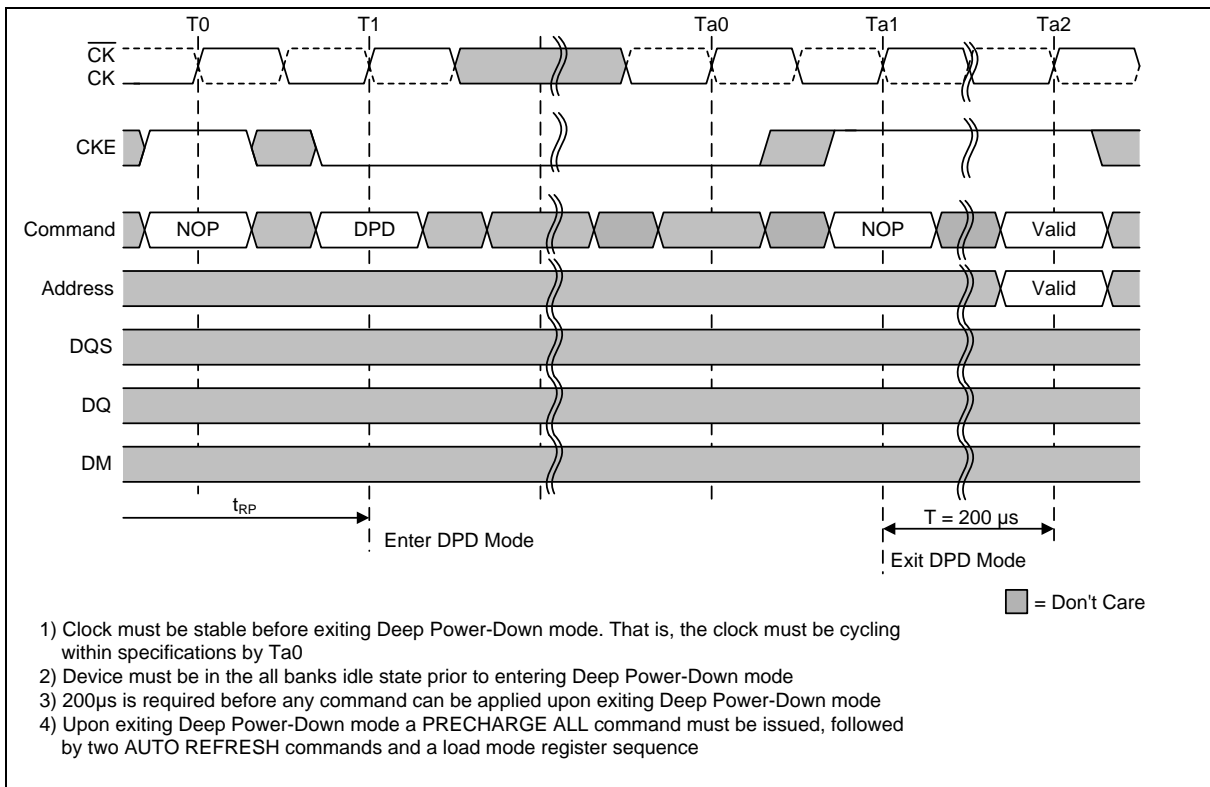 T0 T1 Ta0 Ta1 Ta2
CK
CK
CKE
Command NOP DPD NOP Valid
Address Valid
DQS
DQ
DM
tRP T = 200 µs
Enter DPD Mode Exit DPD Mode
= Don't Care
1) Clock must be stable before exiting Deep Power-Down mode. That is, the clock must be cycling
within specifications by Ta0
2) Device must be in the all banks idle state prior to entering Deep Power-Down mode
3) 200µs is required before any command can be applied upon exiting Deep Power-Down mode
4) Upon exiting Deep Power-Down mode a PRECHARGE ALL command must be issued, followed
by two AUTO REFRESH commands and a load mode register sequence